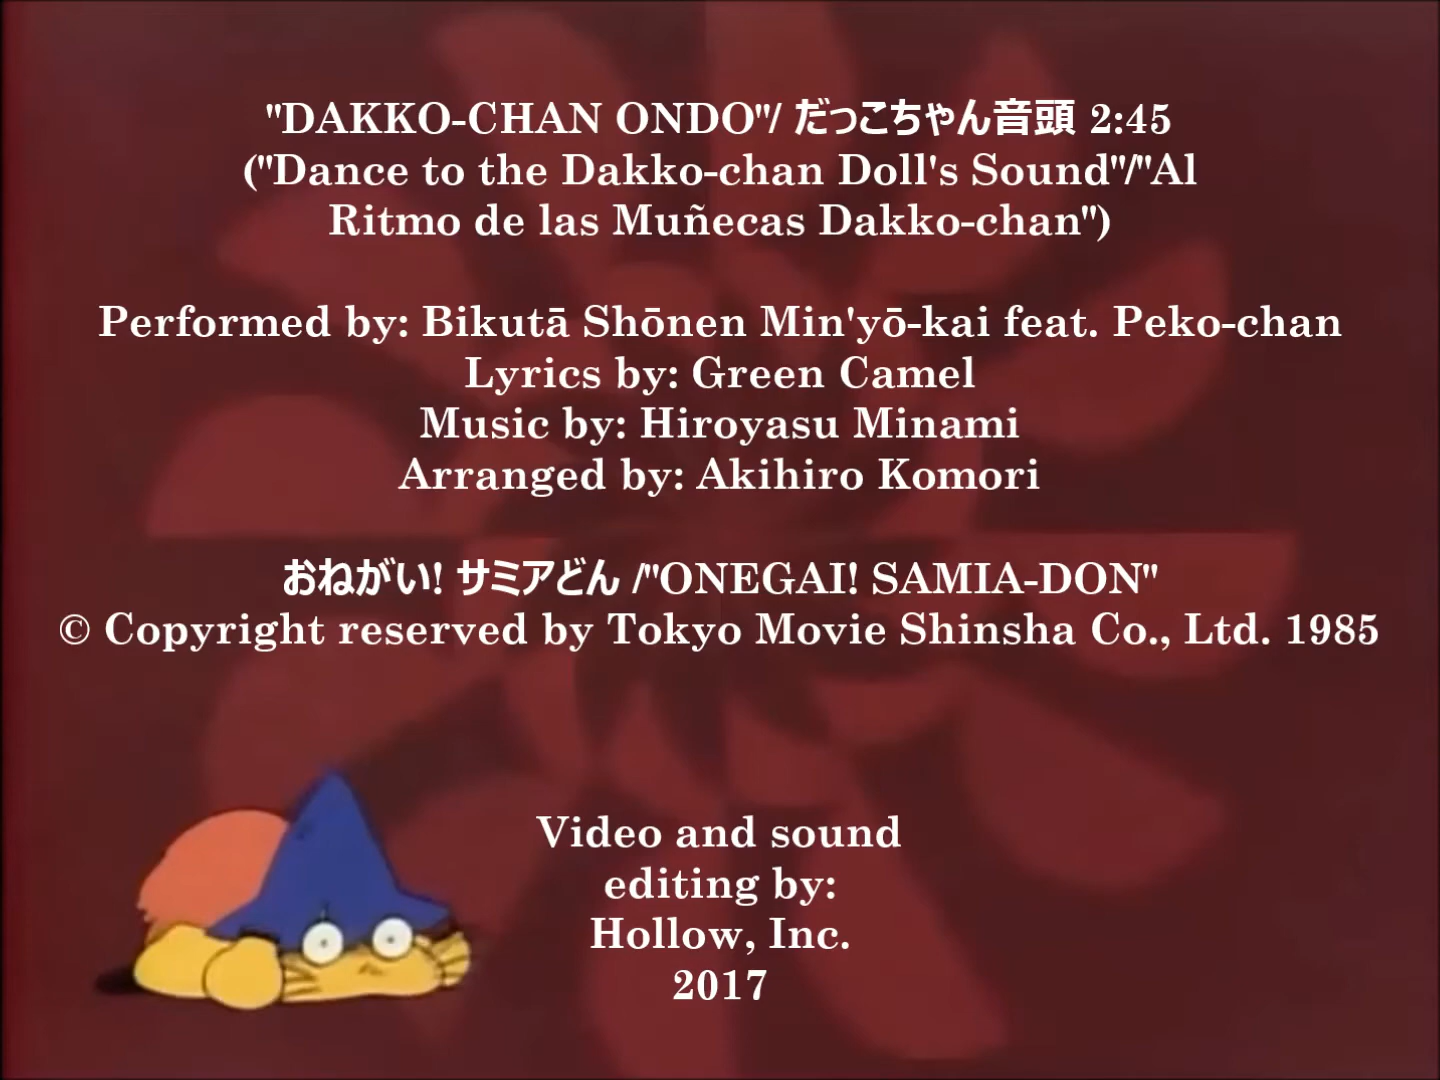 "DAKKO-CHAN ONDO"/ だっこちゃん音頭 2:45
("Dance to the Dakko-chan Doll's Sound"/"Al
Ritmo de las Muñecas Dakko-chan")
Performed by: Bikutā Shōnen Min'yō-kai feat. Peko-chan
Lyrics by: Green Camel
Music by: Hiroyasu Minami
Arranged by: Akihiro Komori
おねがい! サミアどん /"ONEGAI! SAMIA-DON"
© Copyright reserved by Tokyo Movie Shinsha Co., Ltd. 1985
Video and sound
editing by:
Hollow, Inc.
2017